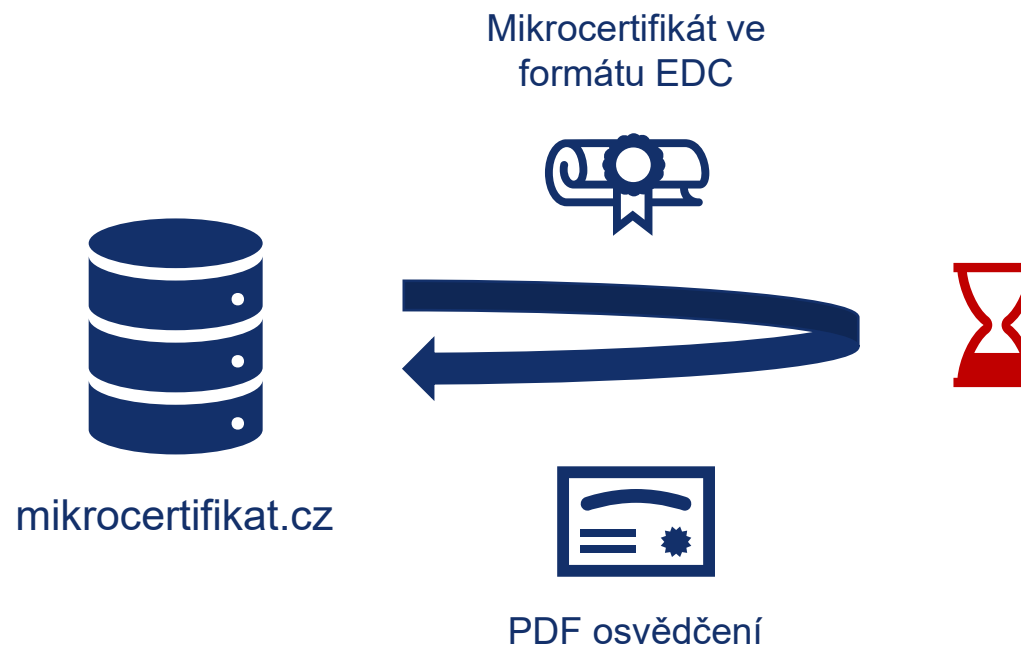 Mikrocertifikát ve
formátu EDC
mikrocertifikat.cz
PDF osvědčení